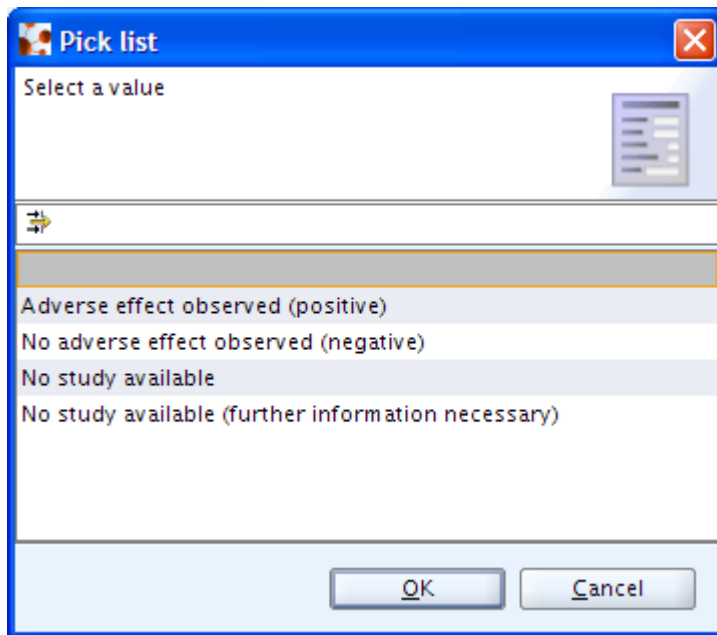 Pick list
Select a value
Adverse effect observed (positive)
No adverse effect observed (negative)
No study available
No study available (further information necessary)
OK
Cancel